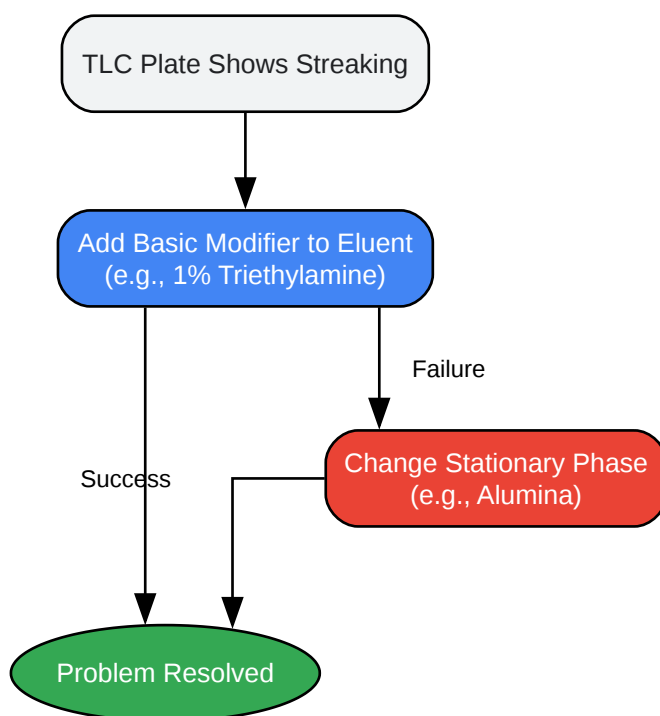 TLC Plate Shows Streaking
Add Basic Modifier to Eluent
(e.g., 1% Triethylamine)
Failure
Change Stationary Phase
(e.g., Alumina)
Success
Problem Resolved